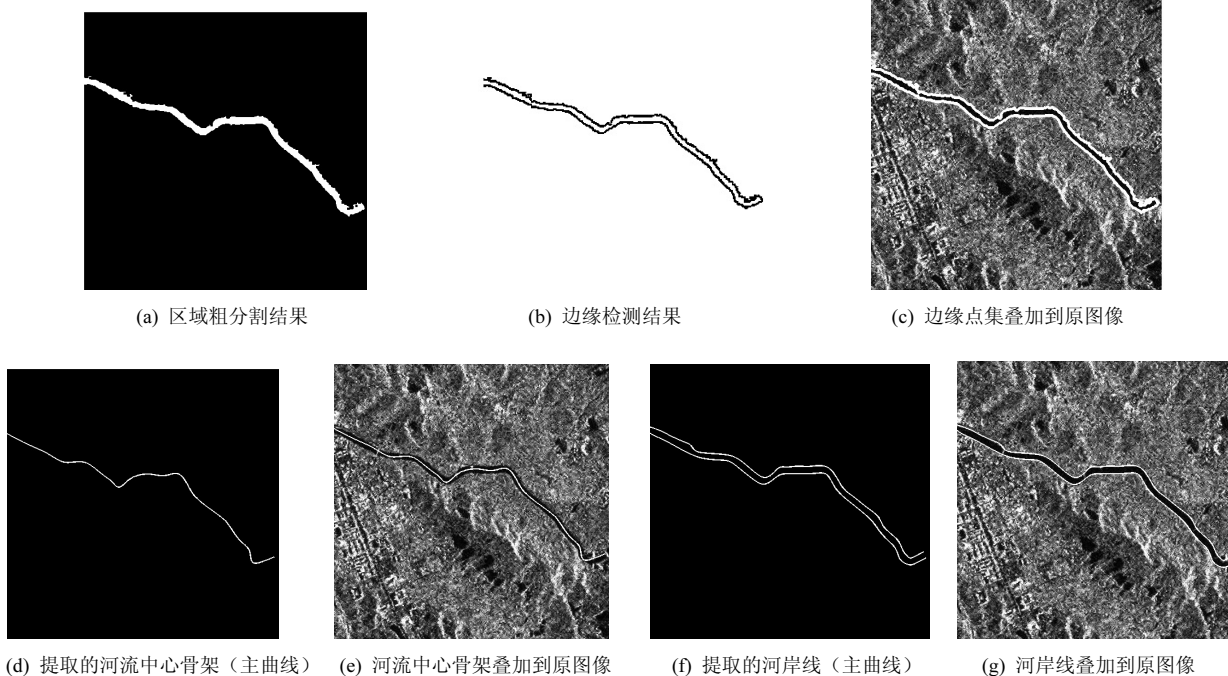 (a) 区域粗分割结果
(b) 边缘检测结果
(c) 边缘点集叠加到原图像
(d) 提取的河流中心骨架（主曲线）
(e) 河流中心骨架叠加到原图像
(f) 提取的河岸线（主曲线）
(g) 河岸线叠加到原图像